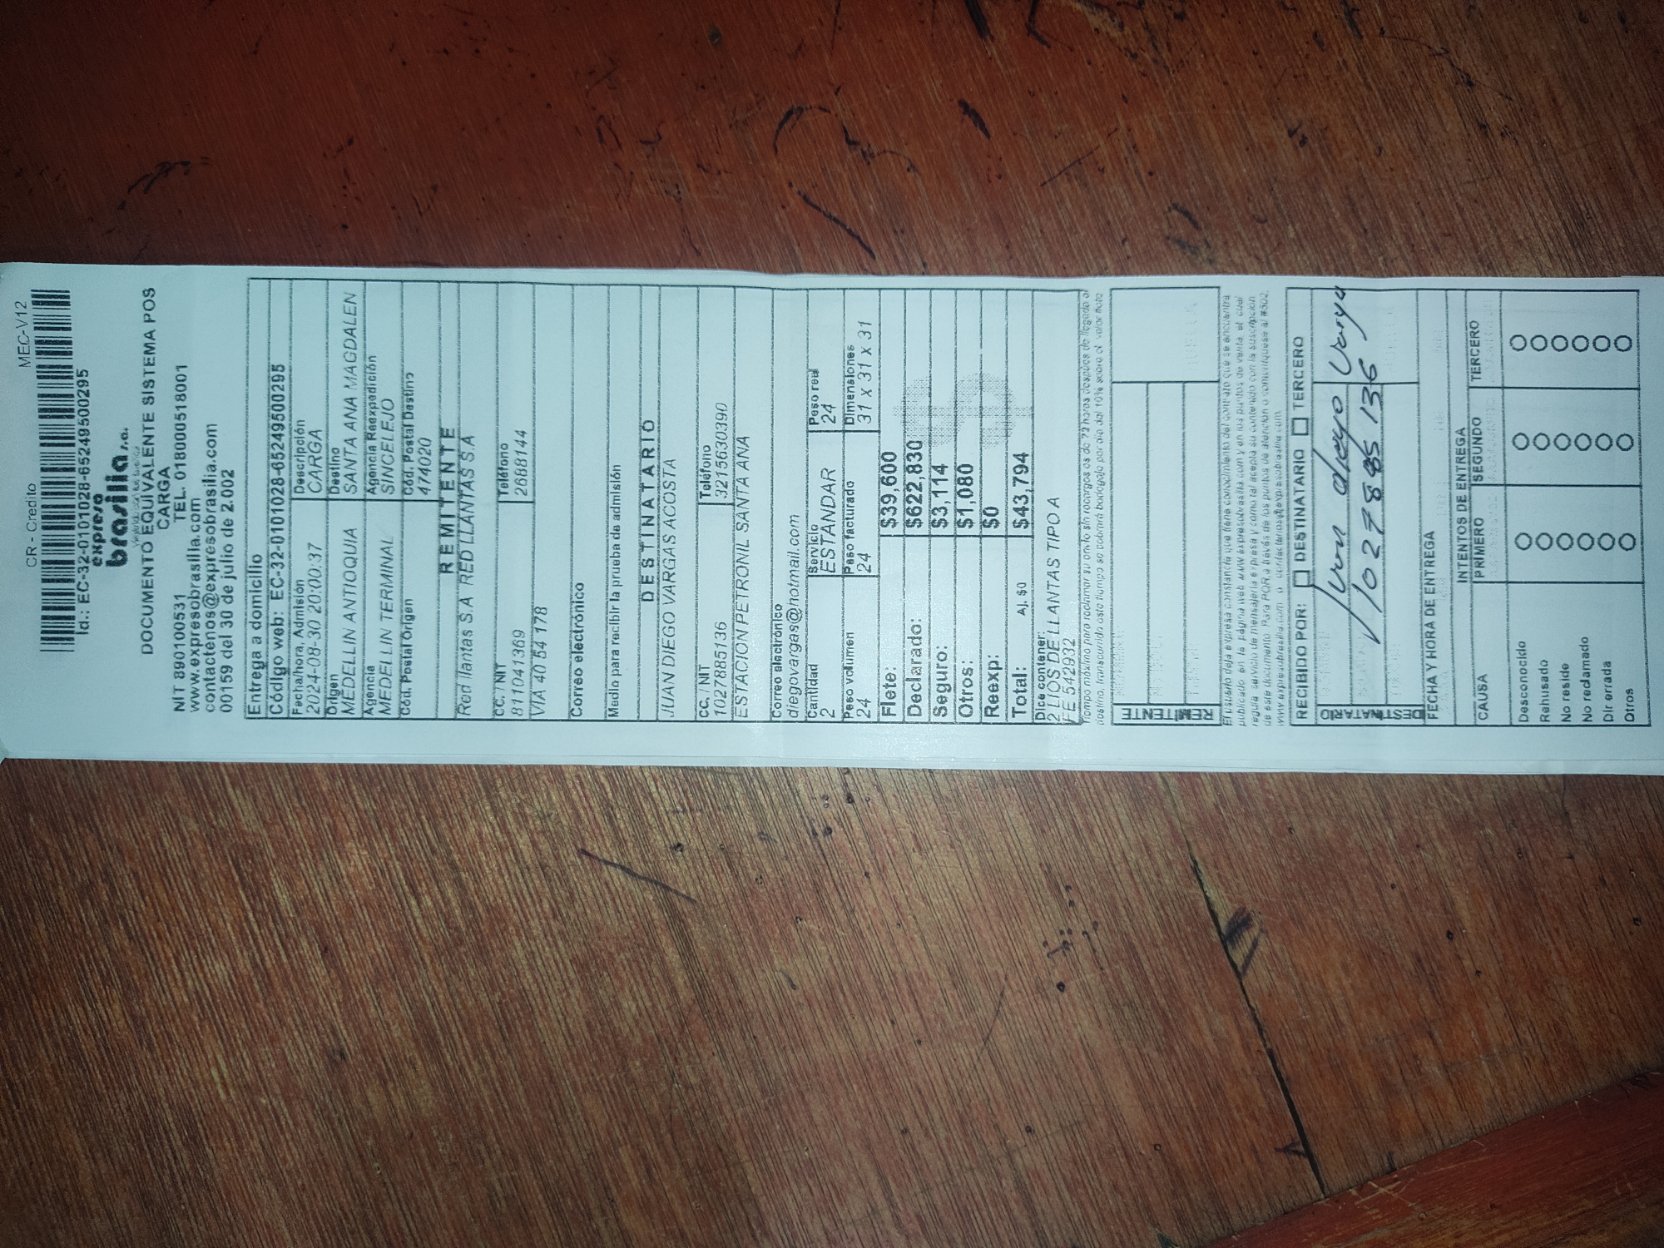 CR - Credito MEC-V12
Id.: EC-32-0101028-65249500295
expreso
brasilia s.a.
DOCUMENTO EQUIVALENTE SISTEMA POS
CARGA
NIT 890100531 TEL. 018000518001
www.expresobrasilia.com
contactenos@expresobrasilia.com
00159 del 30 de julio de 2.002
Entrega a domicilio
Código web: EC-32-0101028-65249500295
Fecha/hora. Admisión Descripción
2024-08-30 20:00:37 CARGA
Origen Destino
MEDELLIN ANTIOQUIA SANTA ANA MAGDALEN
Agencia Agencia Reexpedición
MEDELLIN TERMINAL SINCELEJO
Cód. Postal Origen Cód. Postal Destino
474020
REMITENTE
Red llantas S.A RED LLANTAS S.A
CC. / NIT Teléfono
811041369 2688144
VIA 40 54 178
Correo electrónico
Medio para recibir la prueba de admisión
DESTINATARIO
JUAN DIEGO VARGAS ACOSTA
CC. / NIT Teléfono
1027885136 3215630390
ESTACION PETRONIL SANTA ANA
Correo electrónico
diegovargas@hotmail.com
Cantidad Servicio Peso real
2 ESTANDAR 24
Peso volumen Peso facturado Dimensiones
24 24 31 x 31 x 31
Flete: $39,600
Declarado: $622,830
Seguro: $3,114
Otros: $1,080
Reexp: $0
Total: Aj. $0 $43,794
Dice contener:
2 LIOS DE LLANTAS TIPO A
FE 542932
REMITENTE
RECIBIDO POR: DESTINATARIO TERCERO
DESTINATARIO
Juan diego Varga
1027885136
FECHA Y HORA DE ENTREGA
INTENTOS DE ENTREGA
CAUSA PRIMERO SEGUNDO TERCERO
Desconocido
Rehusado
No reside
No reclamado
Dir errada
Otros